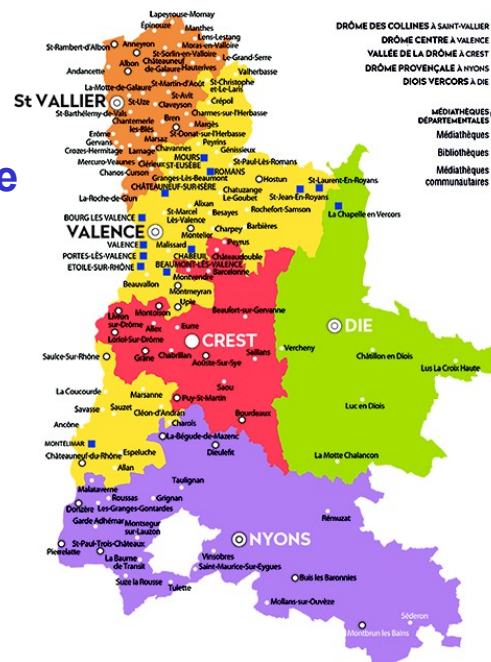 DRÔME DES COLLINES À SAINT-VALLIER
DRÔME CENTRE À VALENCE
VALLÉE DE LA DRÔME À CREST
DRÔME PROVENÇALE À NYONS
DIOIS VERCORS À DIE
MÉDIATHÈQUES
DÉPARTEMENTALES
Médiathèques
Bibliothèques
Médiathèques
communautaires
e
Lapeyrouse-Mornay
Épinouze
Manthes
Lens-Lestang
St-Rambert-d'Albon
Anneyron
Moras-en-Valloire
St-Sorlin-en-Valloire
Albon
Châteauneuf
de-Galaure
Hauterives
Le-Grand-Serre
Andancette
Valherbasse
La-Motte-de-Galaure
St-Martin-d'Août
St-Christophe
et-Le-Laris
St VALLIER
St-Uze
St-Avit
Claveyson
Crépol
St-Barthélemy-de-Vals
Bren
Charmes-sur-l'Herbasse
Chantemerle
les-Blés
Margès
Erôme
Marsaz
St-Donat-sur-l'Herbasse
Gervans
Chavannes
Crozes-Hermitage
Larnage
Peyrins
Mercurol-Veaunes
Clérieux
MOURS
Génissieux
Chanos-Curson
ST-EUSÈBE
ROMANS
St-Paul-Lès-Romans
Granges-Lès-Beaumont
Hostun
St-Laurent-En-Royans
CHÂTEAUNEUF-SUR-ISÈRE
Chatuzange
Le-Goubet
St-Jean-En-Royans
La-Roche-de-Glun
Alixan
La Chapelle en Vercors
BOURG LES VALENCE
St-Marcel
Lès-Valence
Besayes
Rochefort-Samson
VALENCE
Montelier
Charpey
Barbières
VALENCE
Malissard
Peyrus
PORTES-LÈS-VALENCE
CHABEUIL
Châteaudouble
ETOILE-SUR-RHÔNE
BEAUMONT-LÈS-VALENCE
Montvendre
Barcelonne
Beauvallon
Montmeyran
Upie
Livron
sur-Drôme
Montoison
Beaufort-sur-Gervanne
Allex
Eurre
Loriol-sur-Drôme
CREST
DIE
Saulce-Sur-Rhône
Grâne
Chabrillan
Aouste-Sur-Sye
Saillans
Vercheny
Châtillon en Diois
Lus La Croix Haute
La Coucourde
Marsanne
Saou
Savasse
Sauzet
Puy-St-Martin
Cléon-d'Andran
Luc en Diois
Ancône
Charols
Bourdeaux
MONTÉLIMAR
La-Bégude-de-Mazenc
Châteauneuf-du-Rhône
Espeluche
Dieulefit
Allan
La Motte Chalancon
Malataverne
Taulignan
Roussas
Grignan
Donzère
Les-Granges-Gontardes
Rémuzat
Garde Adhémar
Montsegur
sur-Lauzon
St-Paul-Trois-Châteaux
NYONS
Pierrelatte
La Baume
de Transit
Vinsobres
Saint-Maurice-Sur-Eygues
Suze la Rousse
Tulette
Buis les Baronnies
Mollans-sur-Ouvèze
Séderon
Montbrun les Bains